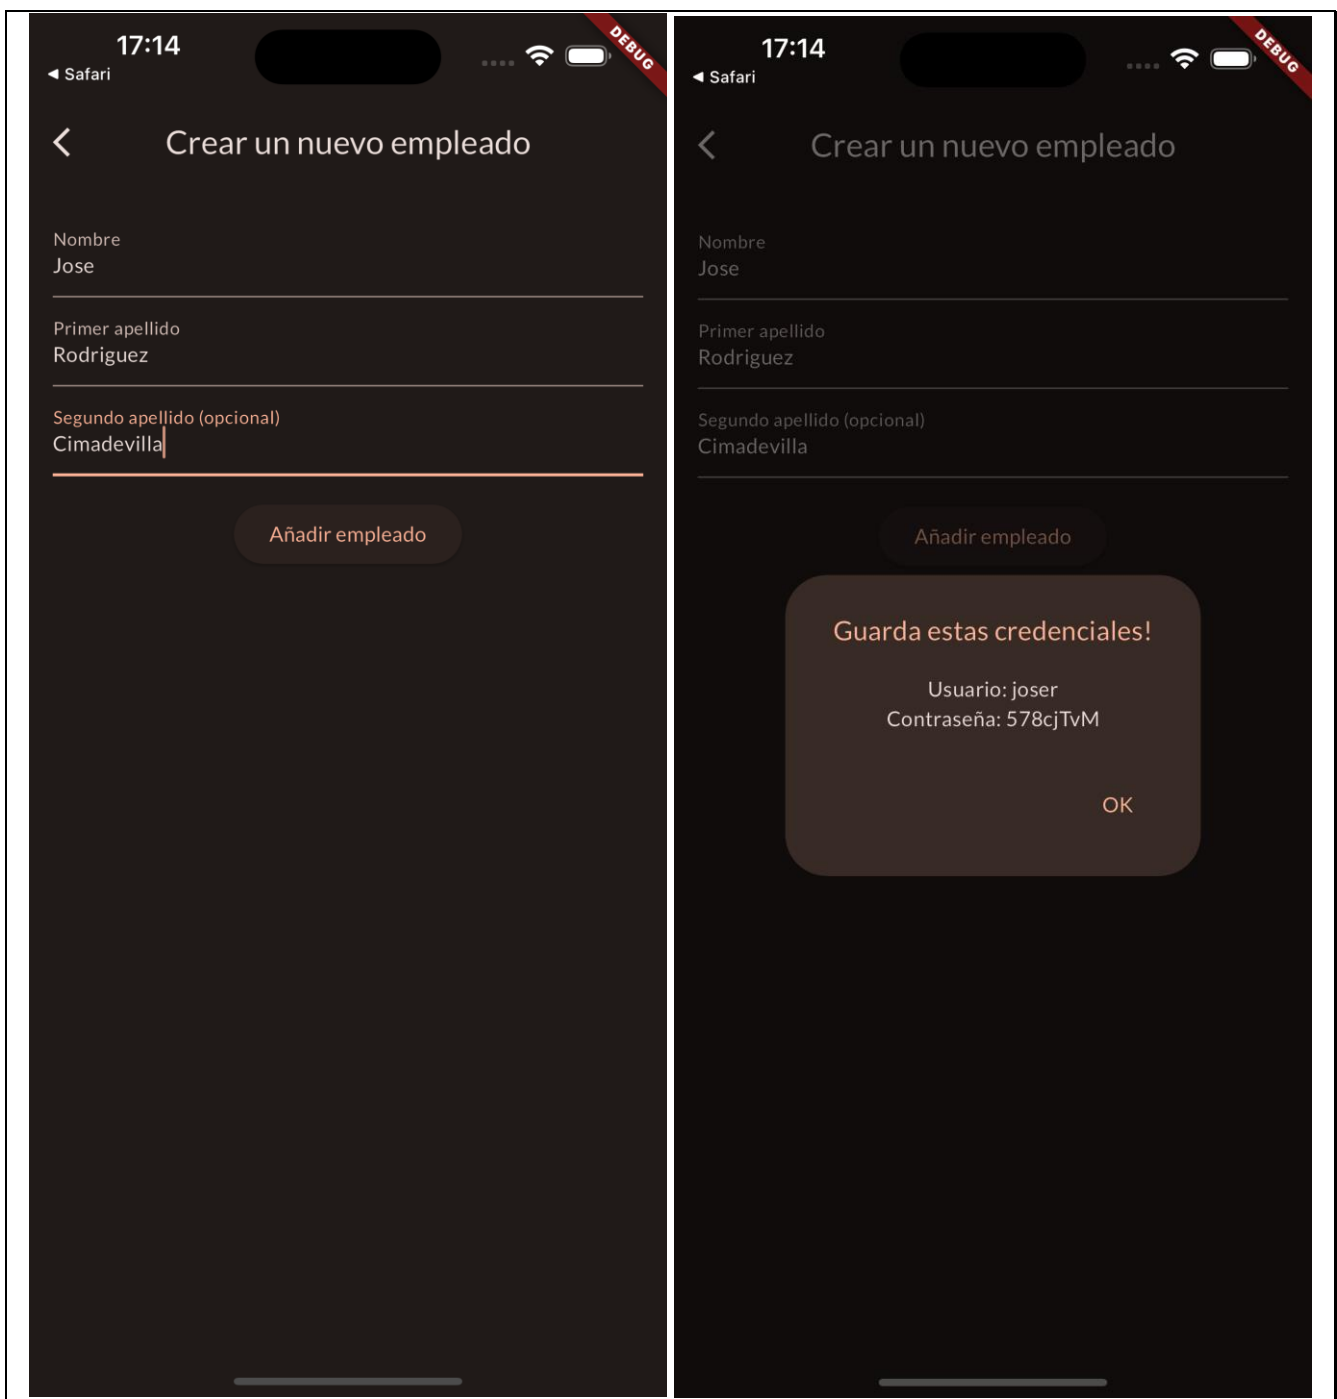 17:14
◀ Safari
DEBUG
Crear un nuevo empleado
Nombre
Jose
Primer apellido
Rodriguez
Segundo apellido (opcional)
Cimadevilla
Añadir empleado
17:14
◀ Safari
DEBUG
Crear un nuevo empleado
Nombre
Jose
Primer apellido
Rodriguez
Segundo apellido (opcional)
Cimadevilla
Añadir empleado
Guarda estas credenciales!
Usuario: joser
Contraseña: 578cjTvM
OK